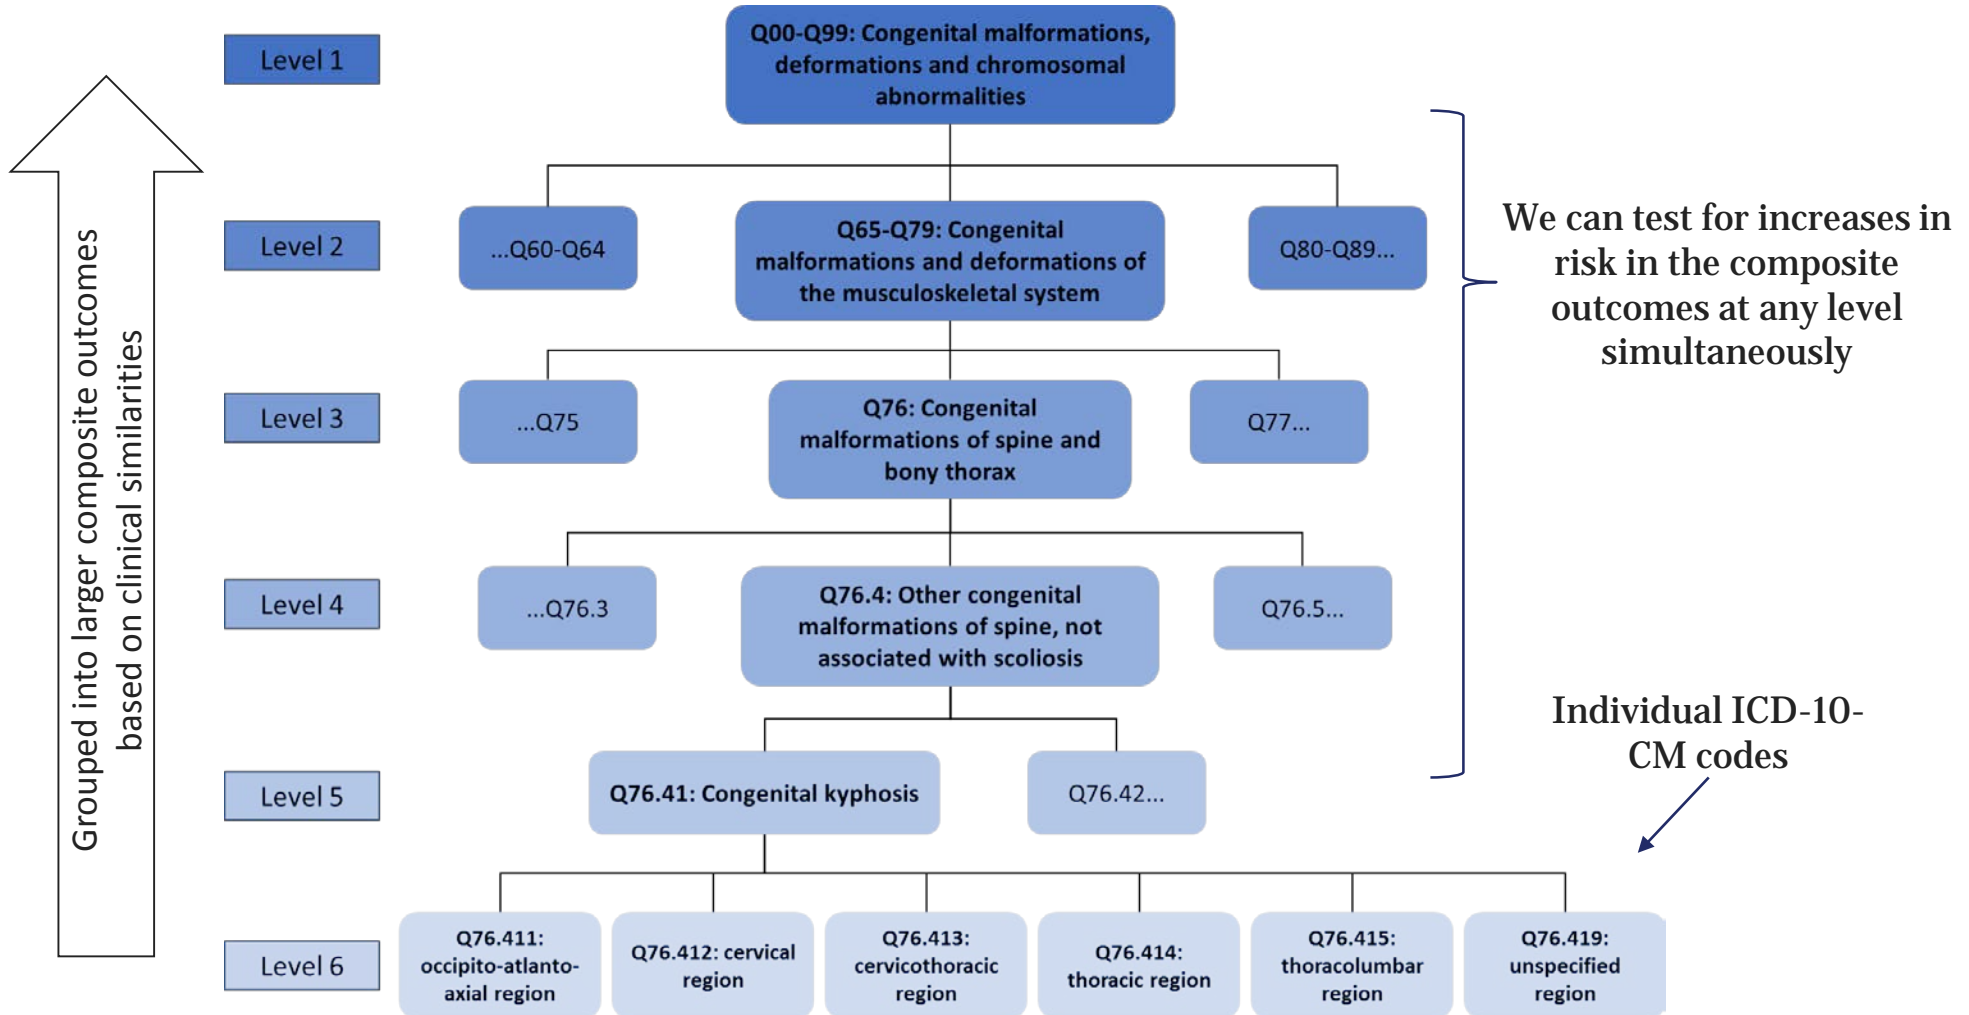 Level 1
Q00-Q99: Congenital malformations,
deformations and chromosomal
abnormalities
Grouped into larger composite outcomes
based on clinical similarities
Level 2
...Q60-Q64
Q65-Q79: Congenital
malformations and deformations of
the musculoskeletal system
Q80-Q89...
We can test for increases in
risk in the composite
outcomes at any level
simultaneously
Level 3
...Q75
Q76: Congenital
malformations of spine and
bony thorax
Q77...
Level 4
...Q76.3
Q76.4: Other congenital
malformations of spine, not
associated with scoliosis
Q76.5...
Individual ICD-10-
CM codes
Level 5
Q76.41: Congenital kyphosis
Q76.42...
Level 6
Q76.411:
occipito-atlanto-
axial region
Q76.412: cervical
region
Q76.413:
cervicothoracic
region
Q76.414:
thoracic region
Q76.415:
thoracolumbar
region
Q76.419:
unspecified
region